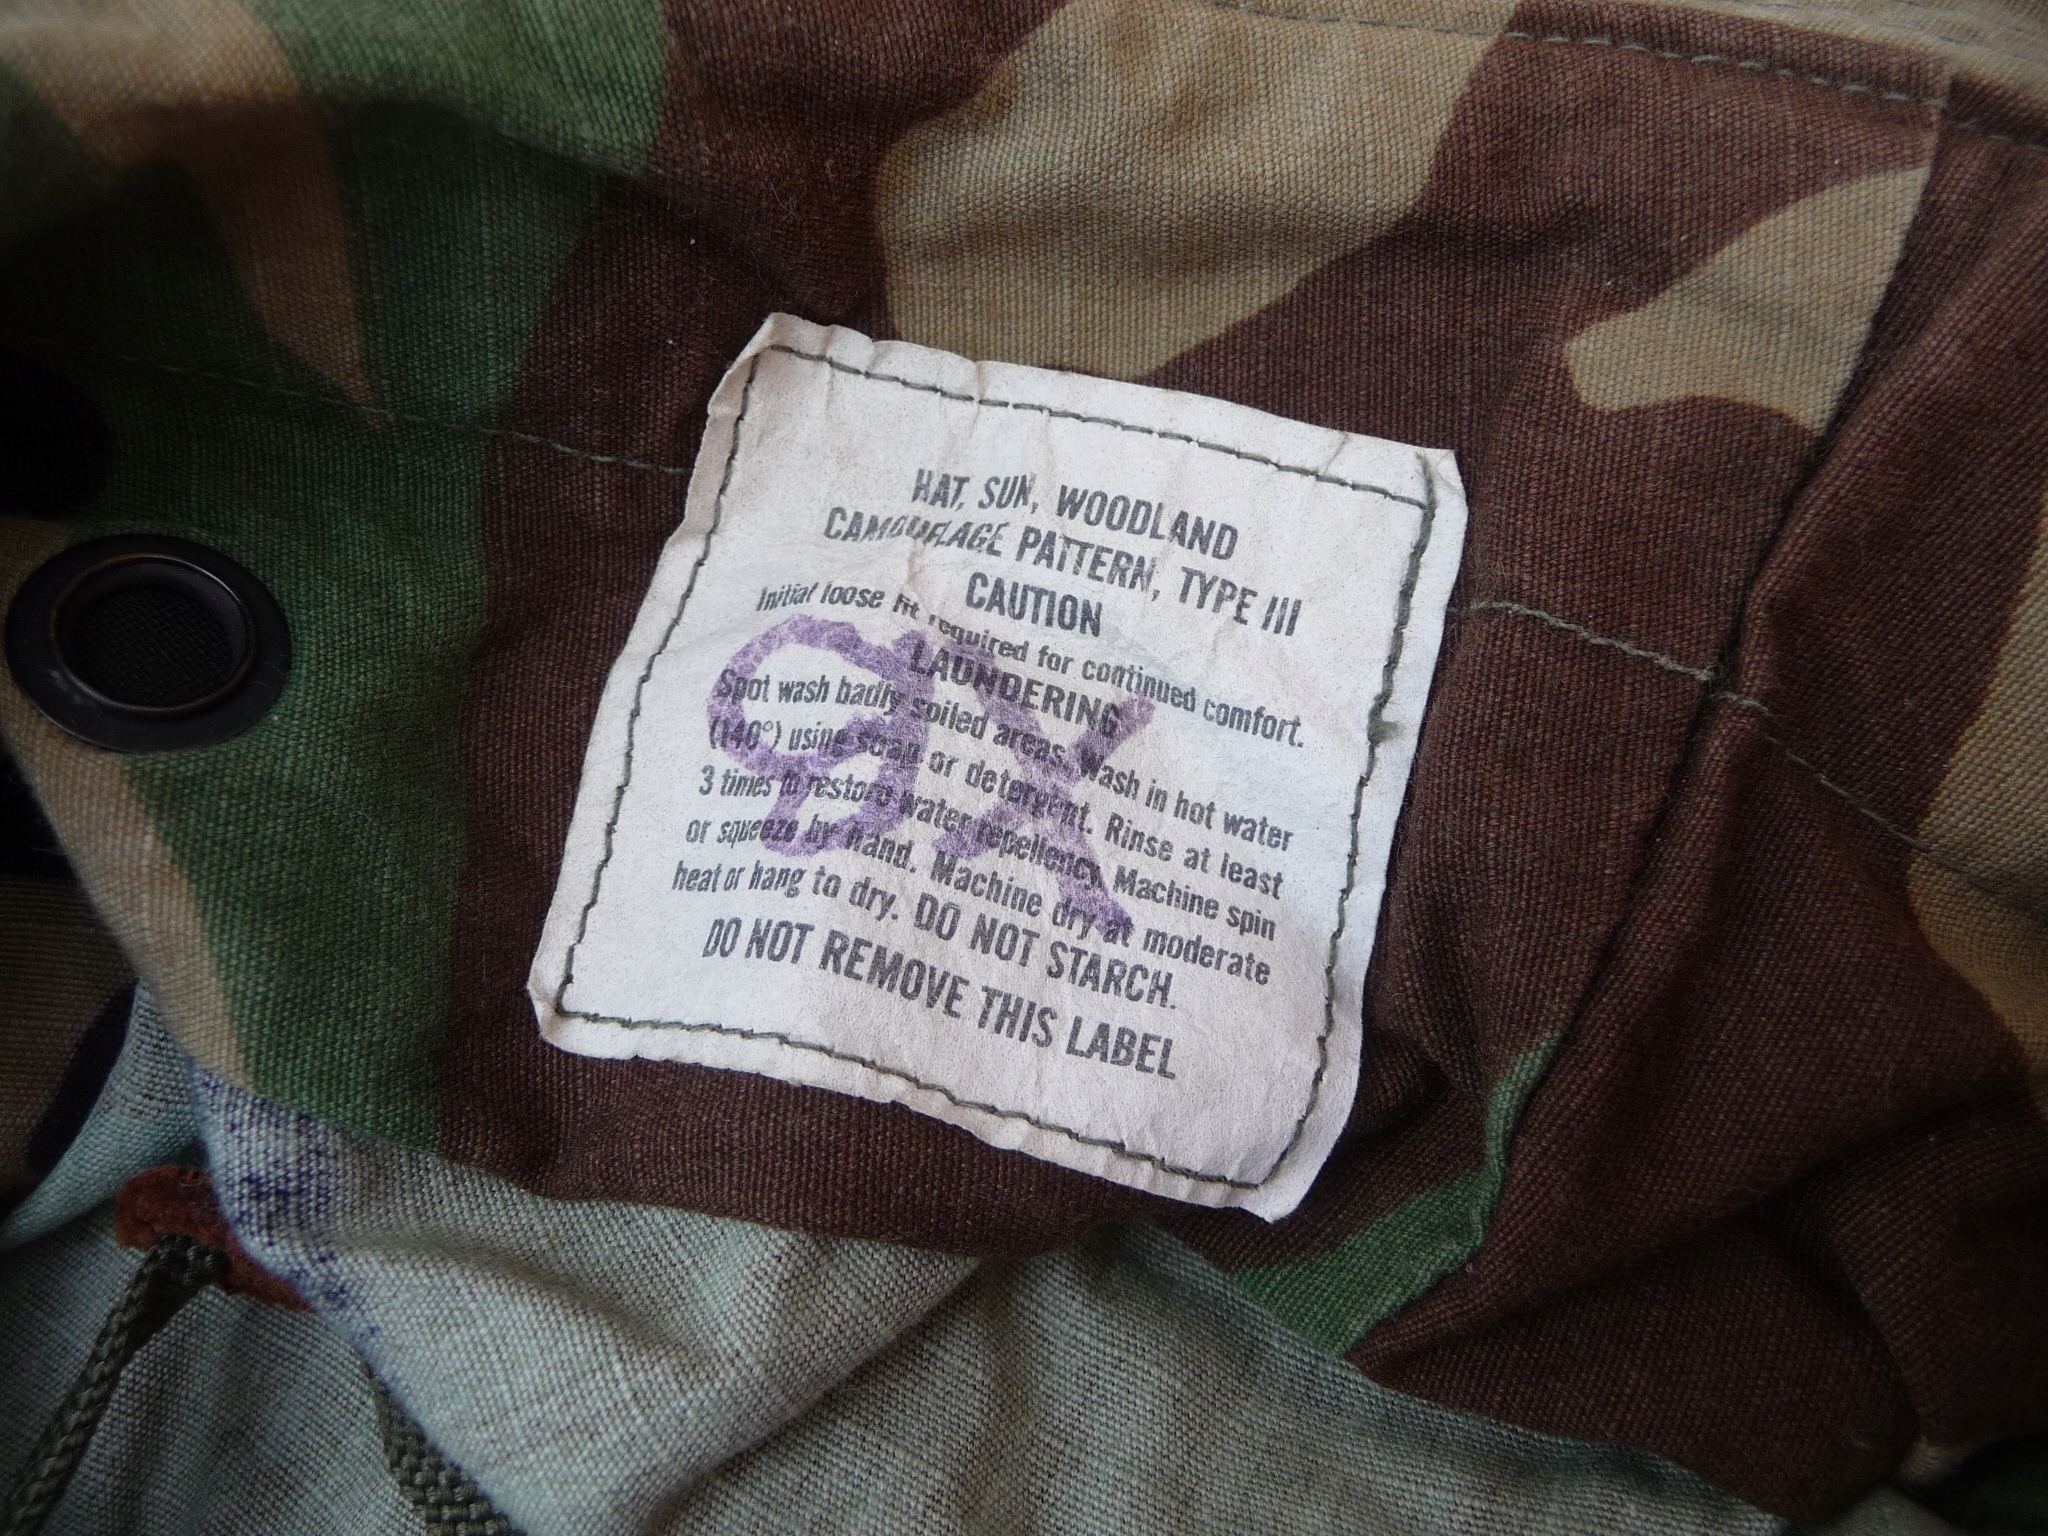 HAT, SUN, WOODLAND
CAMOUFLAGE PATTERN, TYPE III
CAUTION
Initial loose fit required for continued comfort.
LAUNDERING
Spot wash badly soiled areas. Wash in hot water
(140°) using soap or detergent. Rinse at least
3 times to restore water repellency. Machine spin
or squeeze by hand. Machine dry at moderate
heat or hang to dry. DO NOT STARCH.
DO NOT REMOVE THIS LABEL